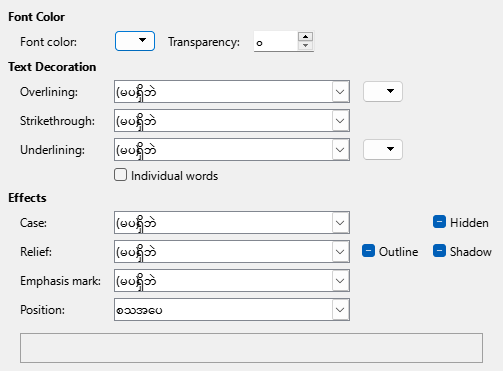 Font Color
Font color: Transparency: ၀
Text Decoration
Overlining: (မပရှိဘဲ
Strikethrough: (မပရှိဘဲ
Underlining: (မပရှိဘဲ
Individual words
Effects
Case: (မပရှိဘဲ Hidden
Relief: (မပရှိဘဲ Outline Shadow
Emphasis mark: (မပရှိဘဲ
Position: စသအပေ